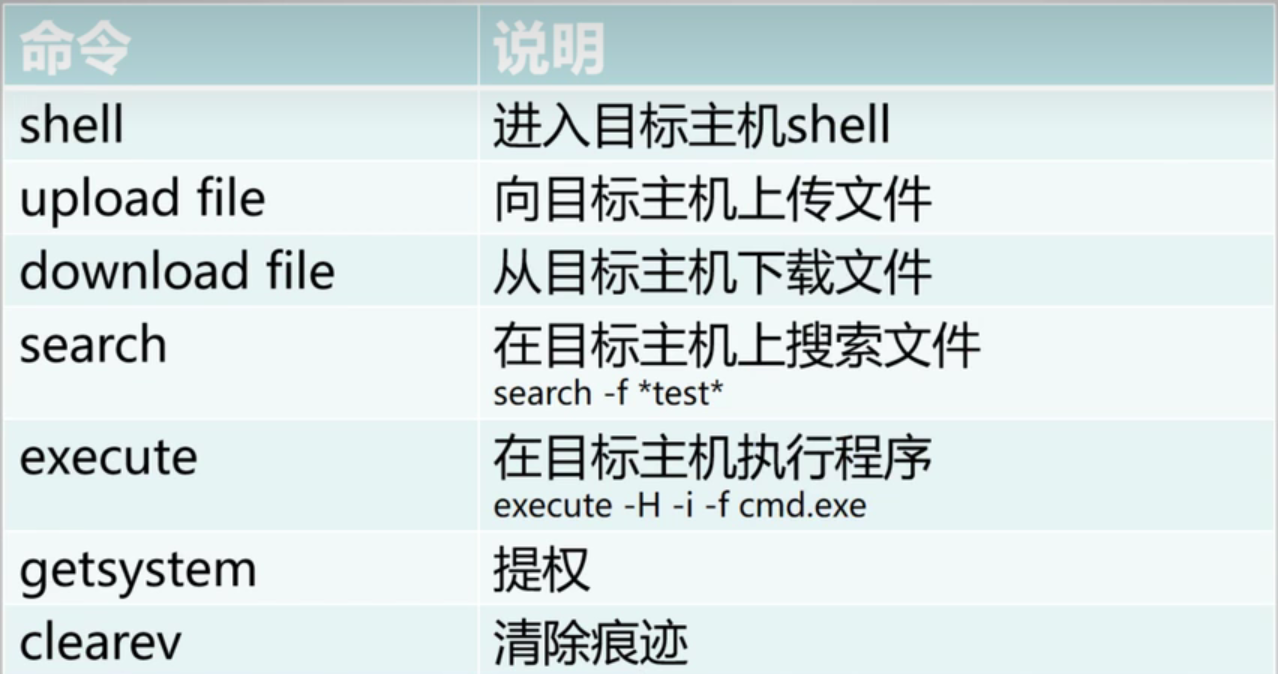 命令 说明
shell 进入目标主机shell
upload file 向目标主机上传文件
download file 从目标主机下载文件
search 在目标主机上搜索文件
search -f *test*
execute 在目标主机执行程序
execute -H -i -f cmd.exe
getsystem 提权
clearev 清除痕迹